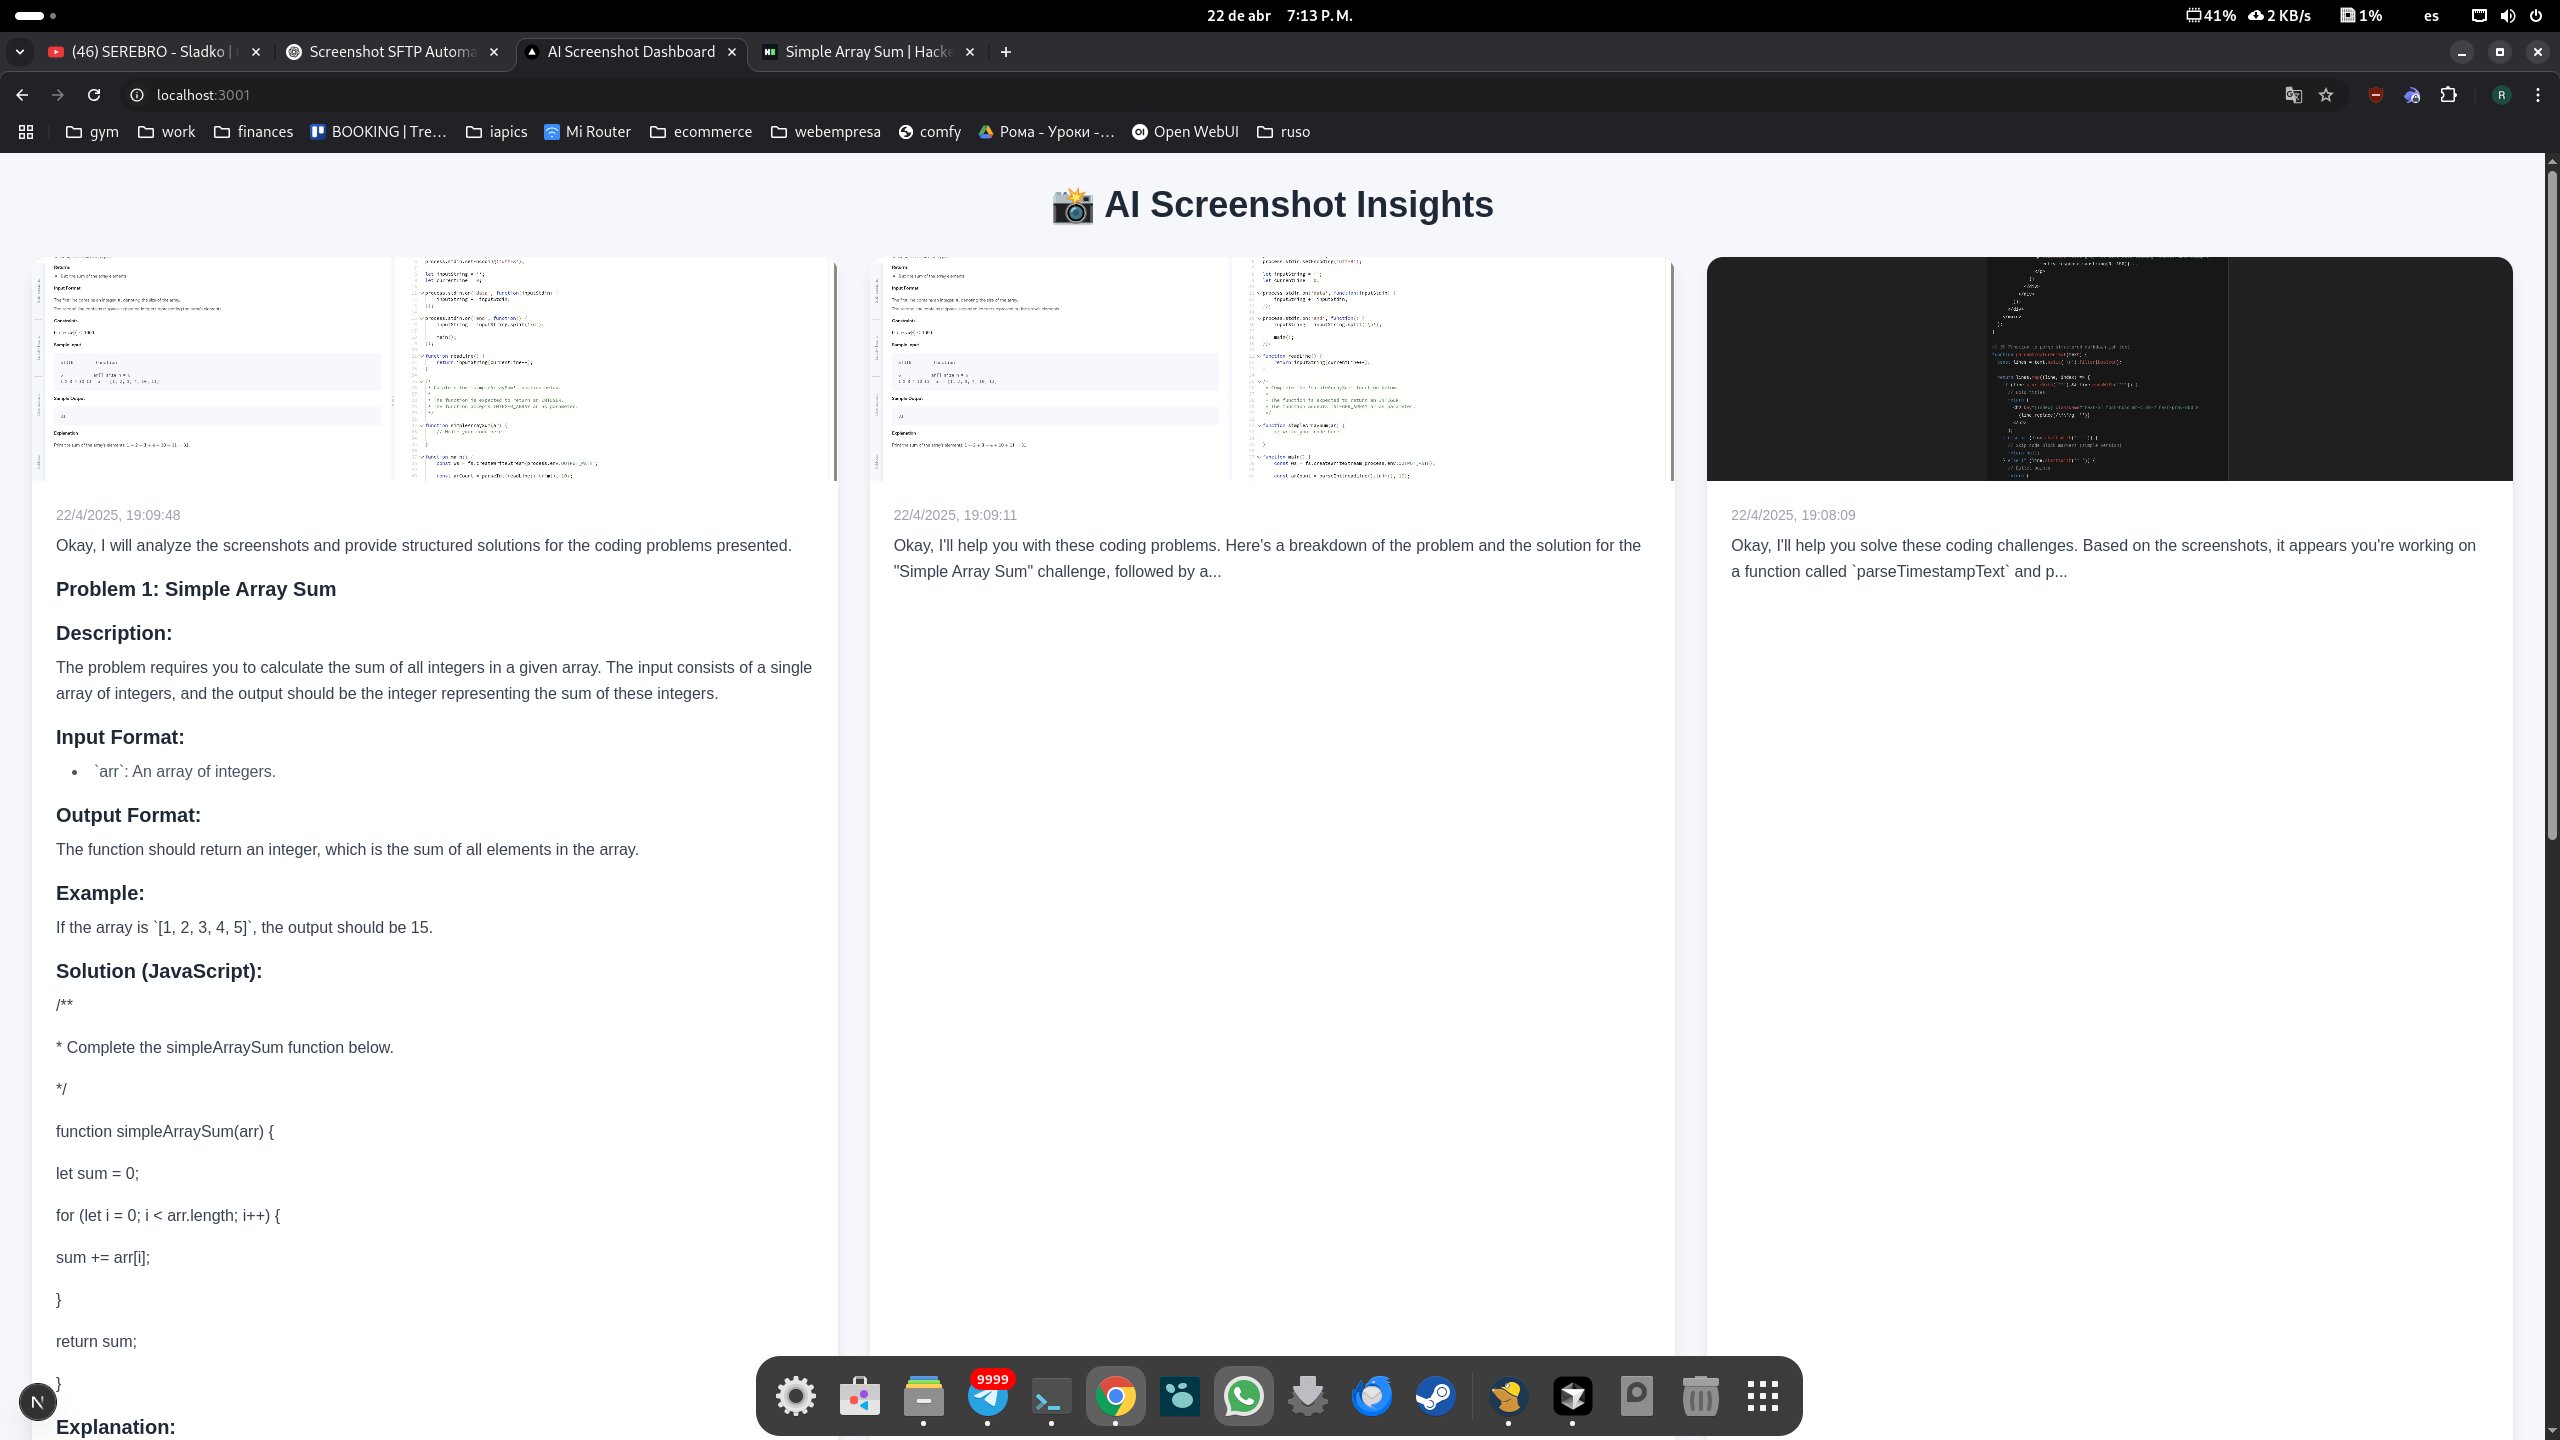 22 de abr 7:13 P. M.
41% 2 KB/s 1% es
(46) SEREBRO - Sladko |
Screenshot SFTP Automa
AI Screenshot Dashboard
Simple Array Sum | Hacke
localhost:3001
R
gym work finances BOOKING | Tre… iapics Mi Router ecommerce webempresa comfy Рома - Уроки -… Open WebUI ruso
AI Screenshot Insights
Returns
Input Format
Constraints
Sample Input
Sample Output
Explanation
22/4/2025, 19:09:48
Okay, I will analyze the screenshots and provide structured solutions for the coding problems presented.
Problem 1: Simple Array Sum
Description:
The problem requires you to calculate the sum of all integers in a given array. The input consists of a single
array of integers, and the output should be the integer representing the sum of these integers.
Input Format:
• `arr`: An array of integers.
Output Format:
The function should return an integer, which is the sum of all elements in the array.
Example:
If the array is `[1, 2, 3, 4, 5]`, the output should be 15.
Solution (JavaScript):
/**
* Complete the simpleArraySum function below.
*/
function simpleArraySum(arr) {
let sum = 0;
for (let i = 0; i < arr.length; i++) {
sum += arr[i];
}
return sum;
}
Explanation:
22/4/2025, 19:09:11
Okay, I'll help you with these coding problems. Here's a breakdown of the problem and the solution for the
"Simple Array Sum" challenge, followed by a...
22/4/2025, 19:08:09
Okay, I'll help you solve these coding challenges. Based on the screenshots, it appears you're working on
a function called `parseTimestampText` and p...
N
9999